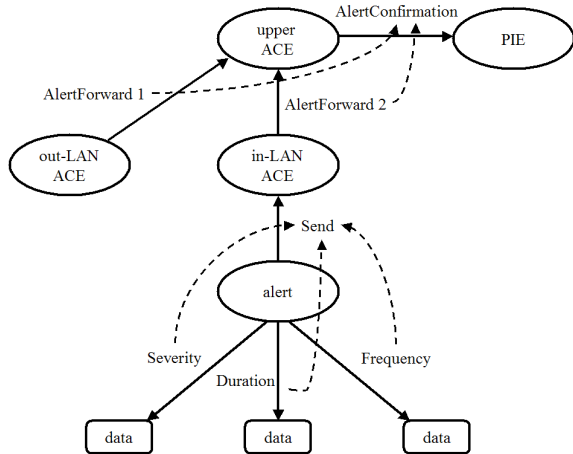 AlertConfirmation
upper
ACE
PIE
AlertForward 1
AlertForward 2
out-LAN
ACE
in-LAN
ACE
Send
alert
Severity
Frequency
Duration
data
data
data